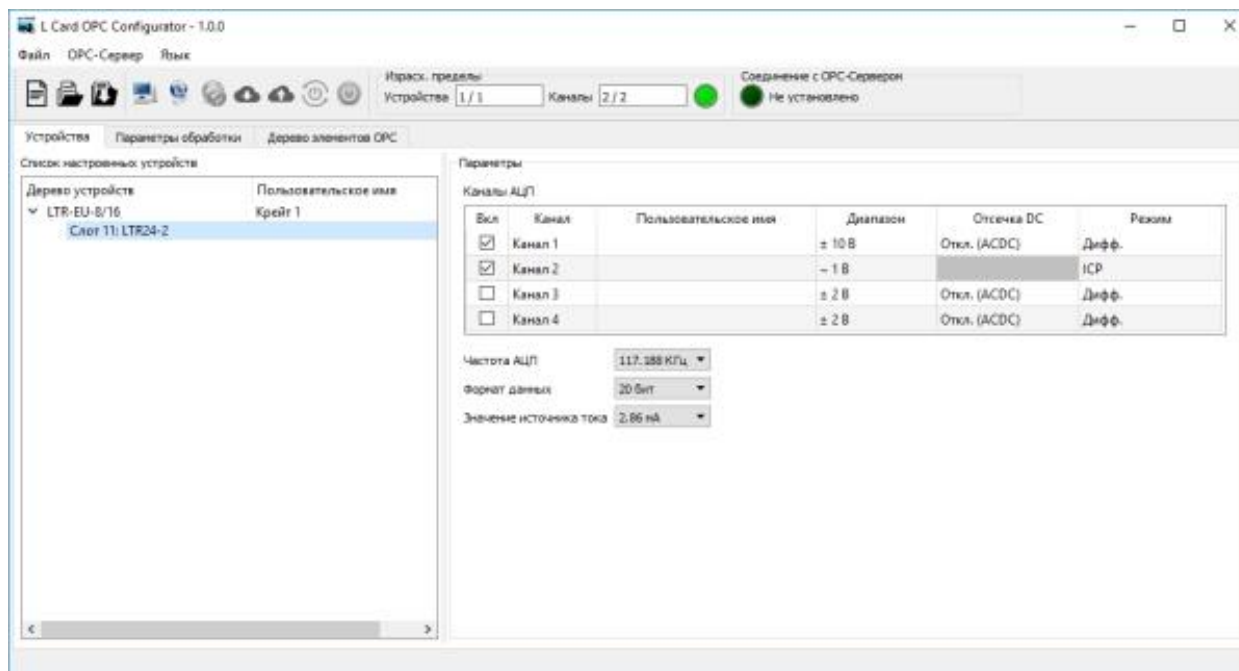 L Card OPC Configurator - 1.0.0
Файл OPC-Сервер Язык
Израсх. пределы
Устройства 1 / 1 Каналы 2 / 2
Соединение с OPC-Сервером
Не установлено
Устройства Параметры обработки Дерево элементов OPC
Список настроенных устройств
Дерево устройств Пользовательское имя
LTR-EU-8/16 Крейт 1
Слот 11: LTR24-2
Параметры
Каналы АЦП
Вкл Канал Пользовательское имя Диапазон Отсечка DC Режим
Канал 1 ± 10 В Откл. (ACDC) Дифф.
Канал 2 ~ 1 В ICP
Канал 3 ± 2 В Откл. (ACDC) Дифф.
Канал 4 ± 2 В Откл. (ACDC) Дифф.
Частота АЦП 117.188 КГц
Формат данных 20 бит
Значение источника тока 2.86 мА